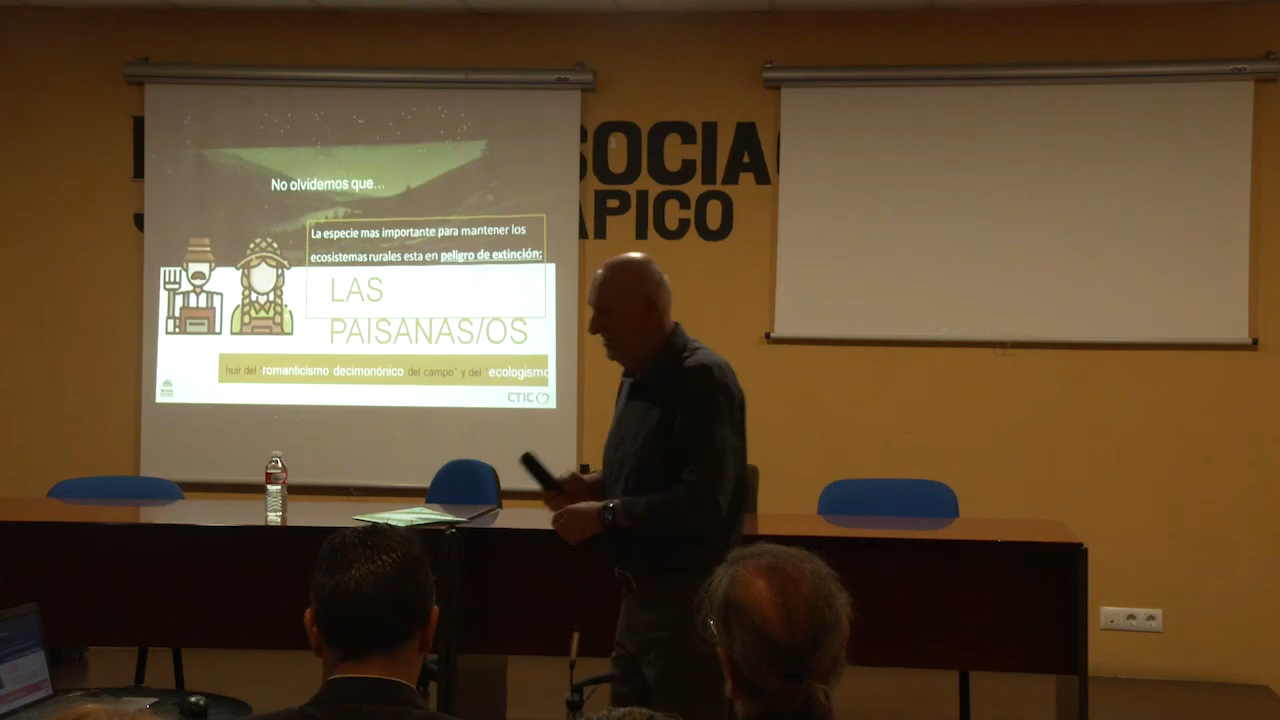 No olvidemos que...
La especie mas importante para mantener los
ecosistemas rurales esta en peligro de extinción:
LAS
PAISANAS/OS
huir del "romanticismo decimonónico del campo" y del "ecologismo
CTIC
SOCIA
ÁPICO